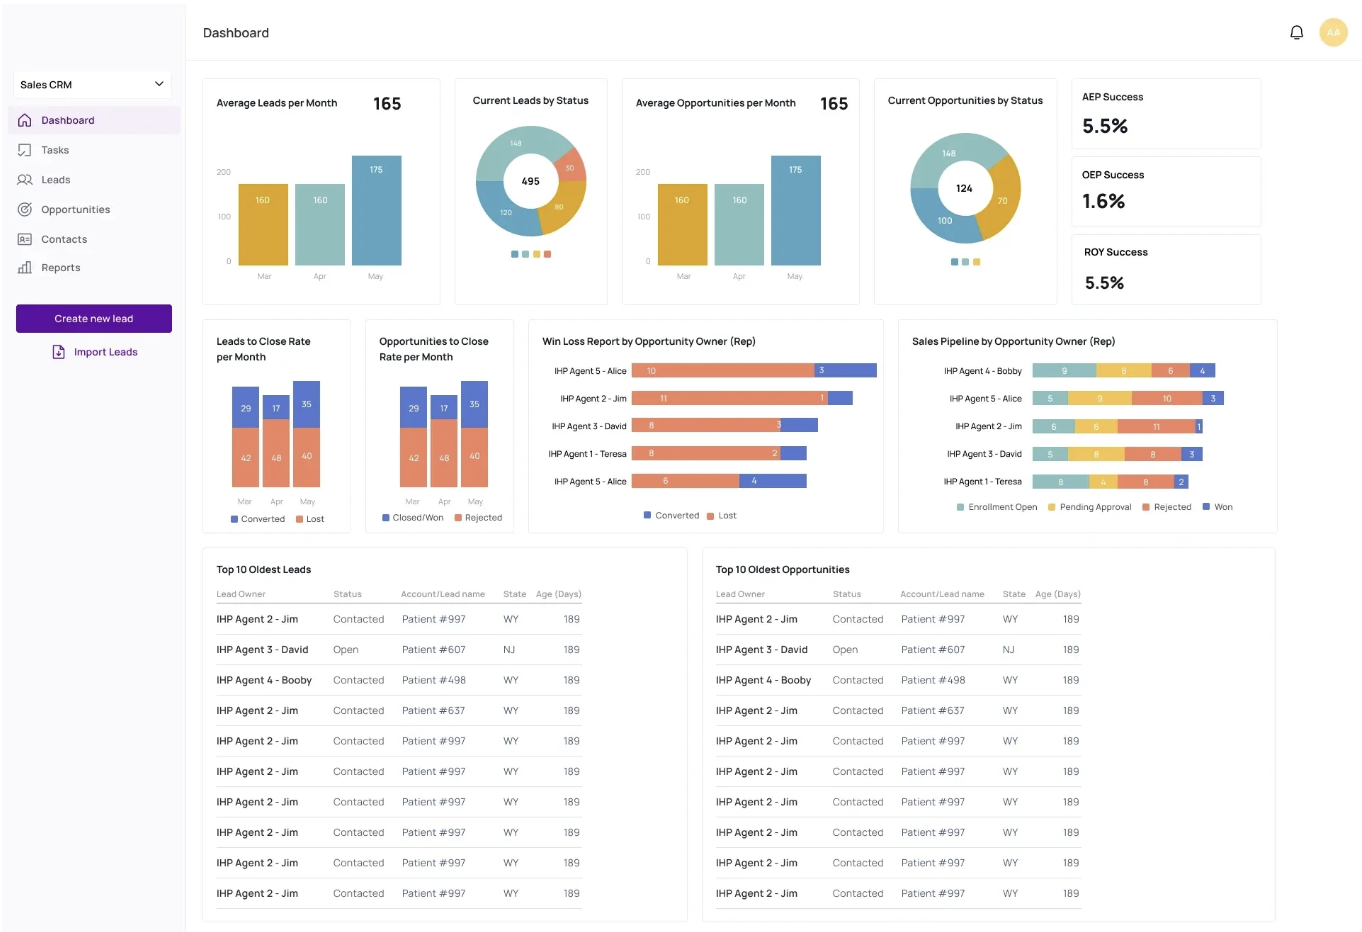 Dashboard
AA
Sales CRM
Dashboard
Tasks
Leads
Opportunities
Contacts
Reports
Create new lead
Import Leads
Average Leads per Month 165
200
100
0
160
160
175
Mar Apr May
Current Leads by Status
148
50
80
120
495
Average Opportunities per Month 165
200
100
0
160
160
175
Mar Apr May
Current Opportunities by Status
148
70
100
124
AEP Success
5.5%
OEP Success
1.6%
ROY Success
5.5%
Leads to Close Rate
per Month
29 17 35
42 48 40
Mar Apr May
Converted Lost
Opportunities to Close
Rate per Month
29 17 35
42 48 40
Mar Apr May
Closed/Won Rejected
Win Loss Report by Opportunity Owner (Rep)
IHP Agent 5 - Alice 10 3
IHP Agent 2 - Jim 11 1
IHP Agent 3 - David 8 3
IHP Agent 1 - Teresa 8 2
IHP Agent 5 - Alice 6 4
Converted Lost
Sales Pipeline by Opportunity Owner (Rep)
IHP Agent 4 - Bobby 9 8 6 4
IHP Agent 5 - Alice 5 9 10 3
IHP Agent 2 - Jim 6 6 11 1
IHP Agent 3 - David 5 8 8 3
IHP Agent 1 - Teresa 8 4 8 2
Enrollment Open Pending Approval Rejected Won
Top 10 Oldest Leads
Lead Owner Status Account/Lead name State Age (Days)
IHP Agent 2 - Jim Contacted Patient #997 WY 189
IHP Agent 3 - David Open Patient #607 NJ 189
IHP Agent 4 - Booby Contacted Patient #498 WY 189
IHP Agent 2 - Jim Contacted Patient #637 WY 189
IHP Agent 2 - Jim Contacted Patient #997 WY 189
IHP Agent 2 - Jim Contacted Patient #997 WY 189
IHP Agent 2 - Jim Contacted Patient #997 WY 189
IHP Agent 2 - Jim Contacted Patient #997 WY 189
IHP Agent 2 - Jim Contacted Patient #997 WY 189
IHP Agent 2 - Jim Contacted Patient #997 WY 189
Top 10 Oldest Opportunities
Lead Owner Status Account/Lead name State Age (Days)
IHP Agent 2 - Jim Contacted Patient #997 WY 189
IHP Agent 3 - David Open Patient #607 NJ 189
IHP Agent 4 - Booby Contacted Patient #498 WY 189
IHP Agent 2 - Jim Contacted Patient #637 WY 189
IHP Agent 2 - Jim Contacted Patient #997 WY 189
IHP Agent 2 - Jim Contacted Patient #997 WY 189
IHP Agent 2 - Jim Contacted Patient #997 WY 189
IHP Agent 2 - Jim Contacted Patient #997 WY 189
IHP Agent 2 - Jim Contacted Patient #997 WY 189
IHP Agent 2 - Jim Contacted Patient #997 WY 189